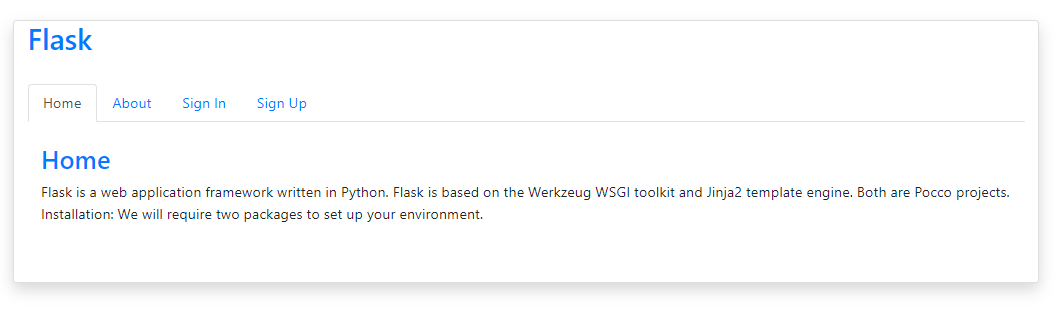 Flask
Home About Sign In Sign Up
Home
Flask is a web application framework written in Python. Flask is based on the Werkzeug WSGI toolkit and Jinja2 template engine. Both are Pocco projects.
Installation: We will require two packages to set up your environment.